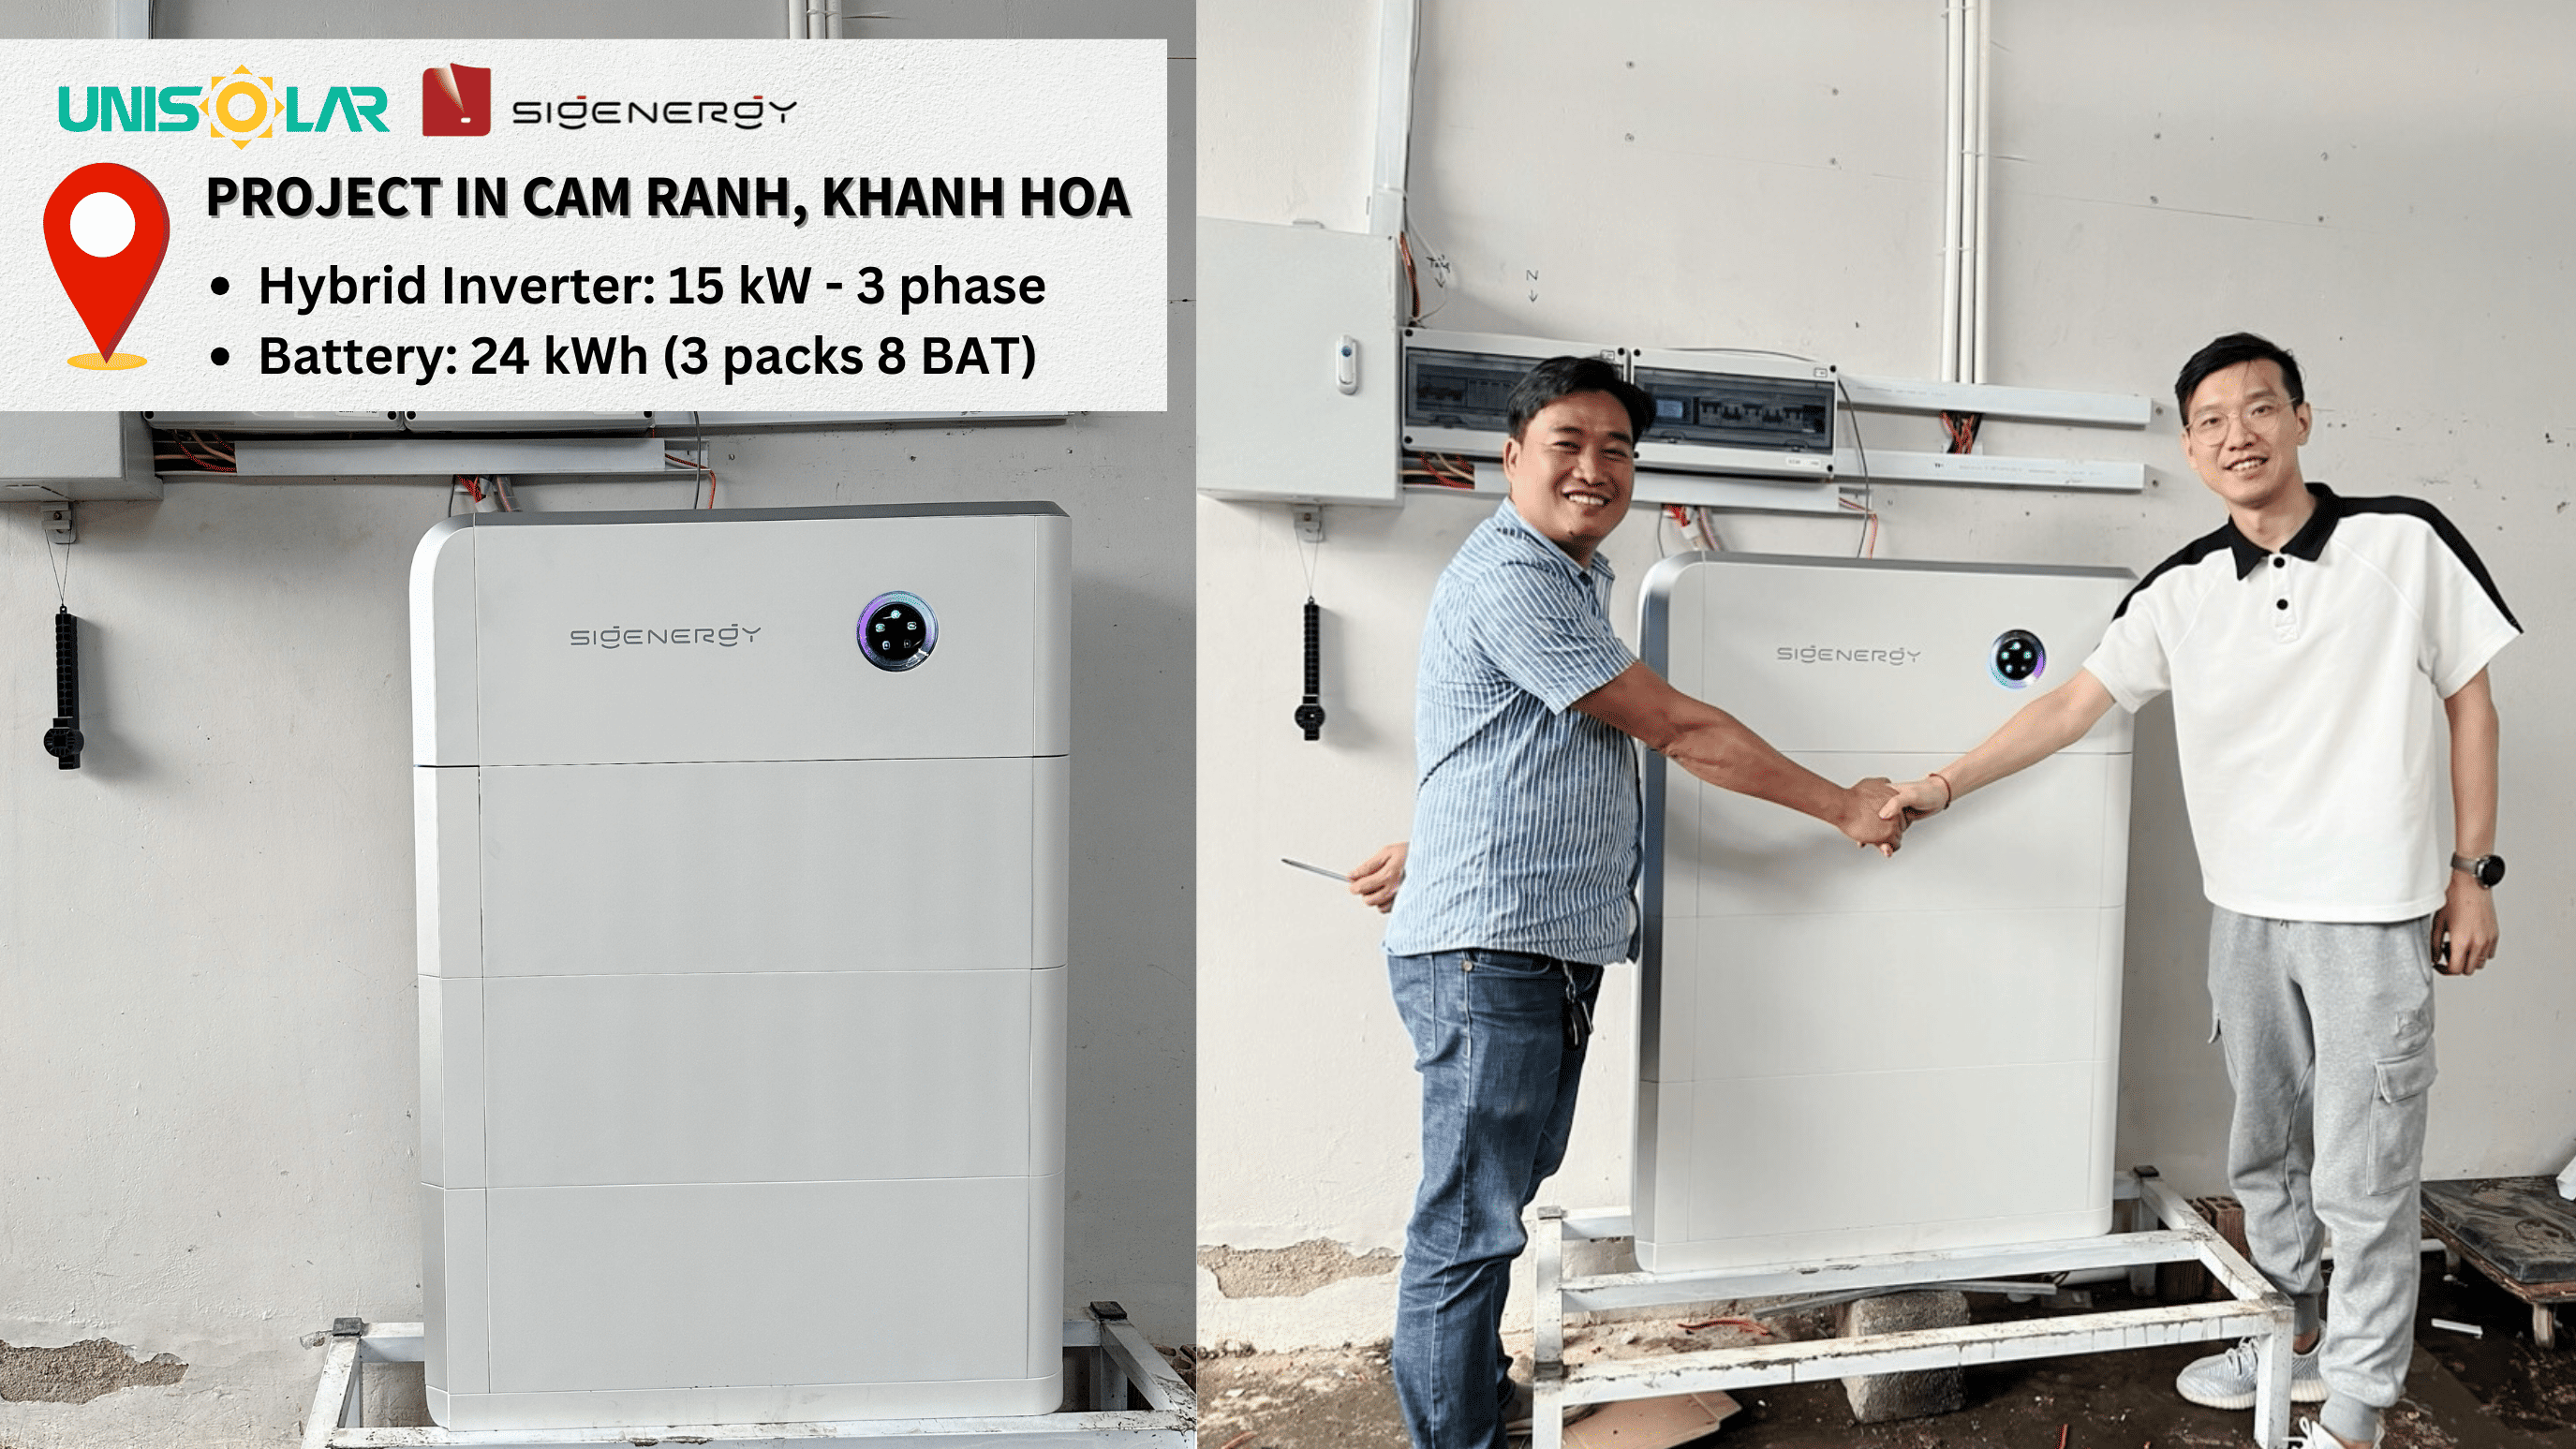 UNISOLAR SIGENERGY
PROJECT IN CAM RANH, KHANH HOA
• Hybrid Inverter: 15 kW - 3 phase
• Battery: 24 kWh (3 packs 8 BAT)
SIGENERGY
N
SIGENERGY